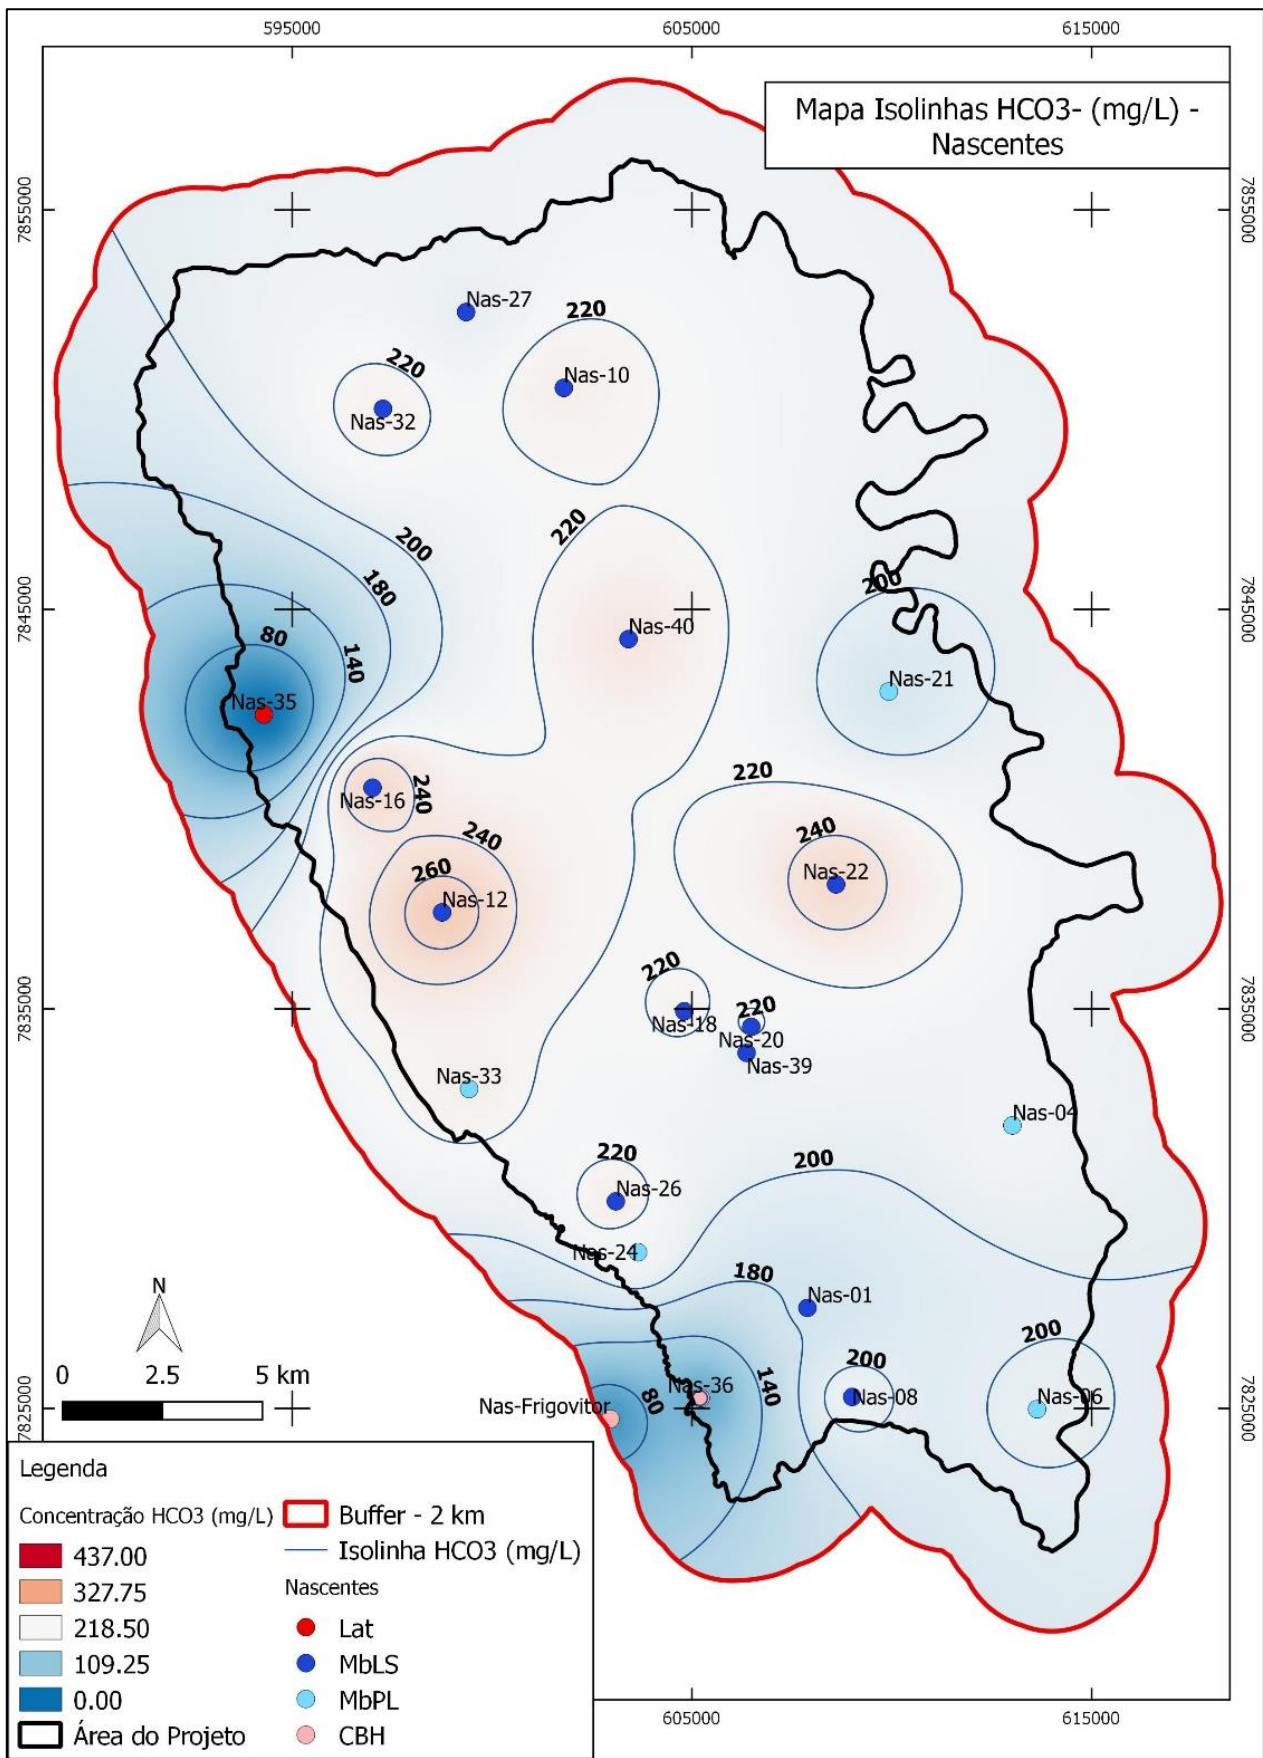 595000
605000
615000
Mapa Isolinhas HCO3- (mg/L) -
Nascentes
7855000
7855000
Nas-27
220
Nas-10
220
Nas-32
220
200
180
200
7845000
7845000
Nas-40
80
140
Nas-21
Nas-35
220
240
Nas-16
240
240
260
Nas-22
Nas-12
220
7835000
7835000
220
Nas-18
Nas-20
Nas-39
Nas-33
Nas-04
220
200
Nas-26
Nas-24
180
Nas-01
N
200
200
0
2.5
5 km
140
Nas-36
80
Nas-08
Nas-06
Nas-Frigovitor
7825000
7825000
Legenda
Concentração HCO3 (mg/L)
437.00
327.75
218.50
109.25
0.00
Área do Projeto
Buffer - 2 km
Isolinha HCO3 (mg/L)
Nascentes
Lat
MbLS
MbPL
CBH
605000
615000